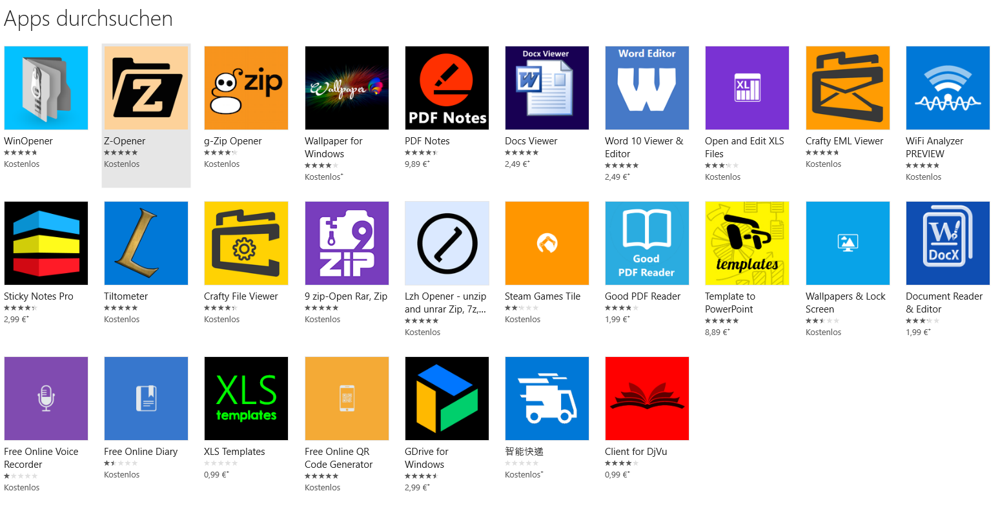 Apps durchsuchen
Z
zip
Wallpaper
PDF Notes
Docx Viewer
W
Word Editor
W
XL
WinOpener
Kostenlos
Z-Opener
Kostenlos
g-Zip Opener
Kostenlos
Wallpaper for
Windows
Kostenlos*
PDF Notes
9,89 €*
Docs Viewer
2,49 €*
Word 10 Viewer &
Editor
2,49 €*
Open and Edit XLS
Files
Kostenlos
Crafty EML Viewer
Kostenlos
WiFi Analyzer
PREVIEW
Kostenlos
L
9
ZIP
Good
PDF Reader
templates
W
DocX
Sticky Notes Pro
2,99 €*
Tiltometer
Kostenlos
Crafty File Viewer
Kostenlos
9 zip-Open Rar, Zip
Kostenlos
Lzh Opener - unzip
and unrar Zip, 7z,...
Kostenlos
Steam Games Tile
Kostenlos
Good PDF Reader
1,99 €*
Template to
PowerPoint
8,89 €*
Wallpapers & Lock
Screen
Kostenlos
Document Reader
& Editor
1,99 €*
XLS
templates
Free Online Voice
Recorder
Kostenlos
Free Online Diary
Kostenlos
XLS Templates
0,99 €*
Free Online QR
Code Generator
Kostenlos
GDrive for
Windows
2,99 €*
智能快递
Kostenlos*
Client for DjVu
0,99 €*